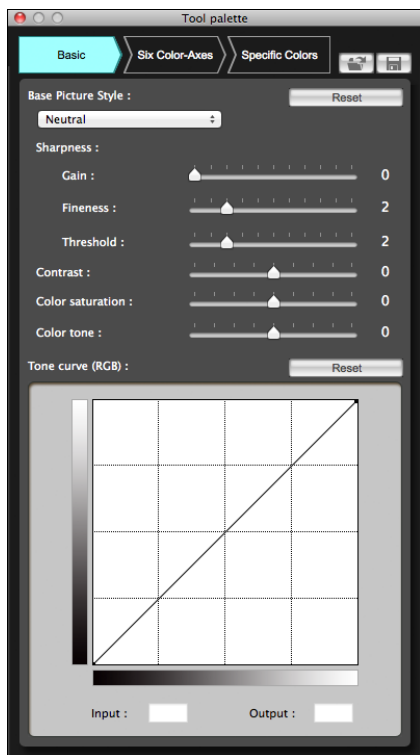 Tool palette
Basic Six Color-Axes Specific Colors
Base Picture Style : Reset
Neutral
Sharpness :
Gain : 0
Fineness : 2
Threshold : 2
Contrast : 0
Color saturation : 0
Color tone : 0
Tone curve (RGB) : Reset
Input : Output :